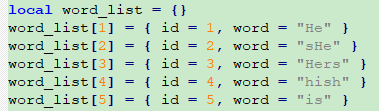 local word_list = {}
word_list[1] = { id = 1, word = "He" }
word_list[2] = { id = 2, word = "sHe" }
word_list[3] = { id = 3, word = "Hers" }
word_list[4] = { id = 4, word = "hish" }
word_list[5] = { id = 5, word = "is" }